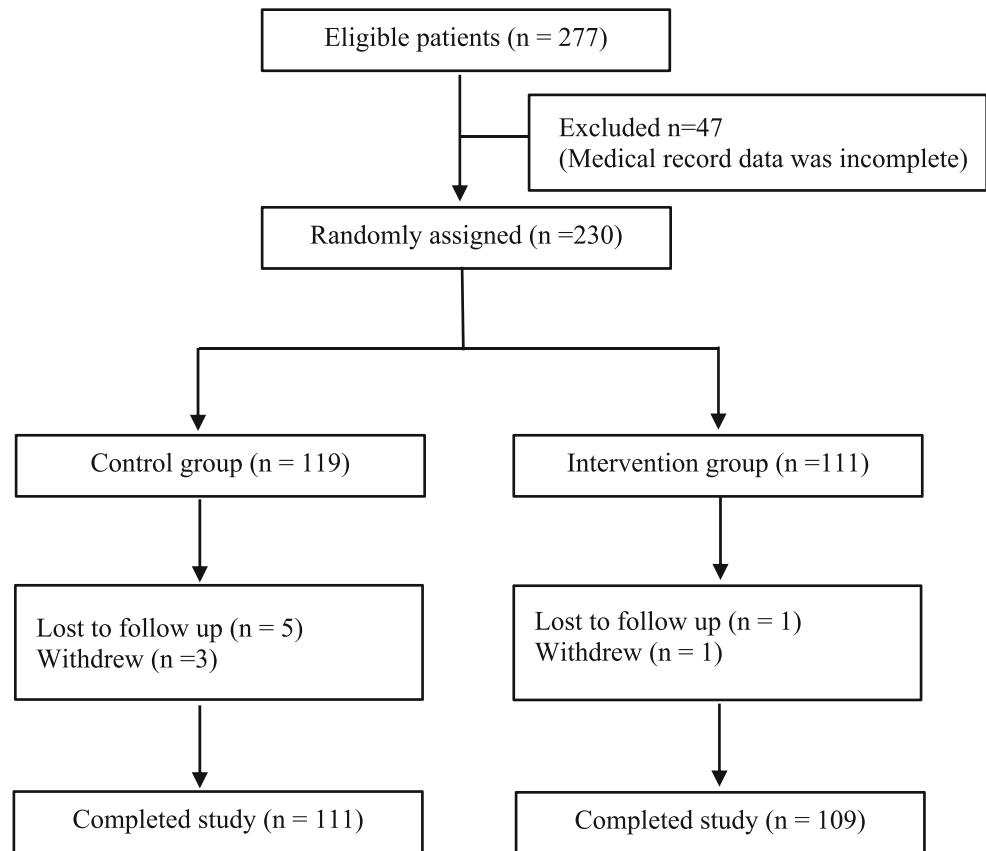 Eligible patients (n = 277)
Excluded n=47
(Medical record data was incomplete)
Randomly assigned (n =230)
Control group (n = 119)
Intervention group (n =111)
Lost to follow up (n = 5)
Withdrew (n =3)
Lost to follow up (n = 1)
Withdrew (n = 1)
Completed study (n = 111)
Completed study (n = 109)